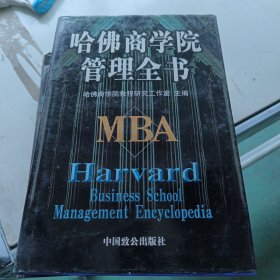 哈佛商学院
管理全书
哈佛商学院教程研究工作室 主编
MBA
Harvard
Business School
Management Encyclopedia
中国致公出版社